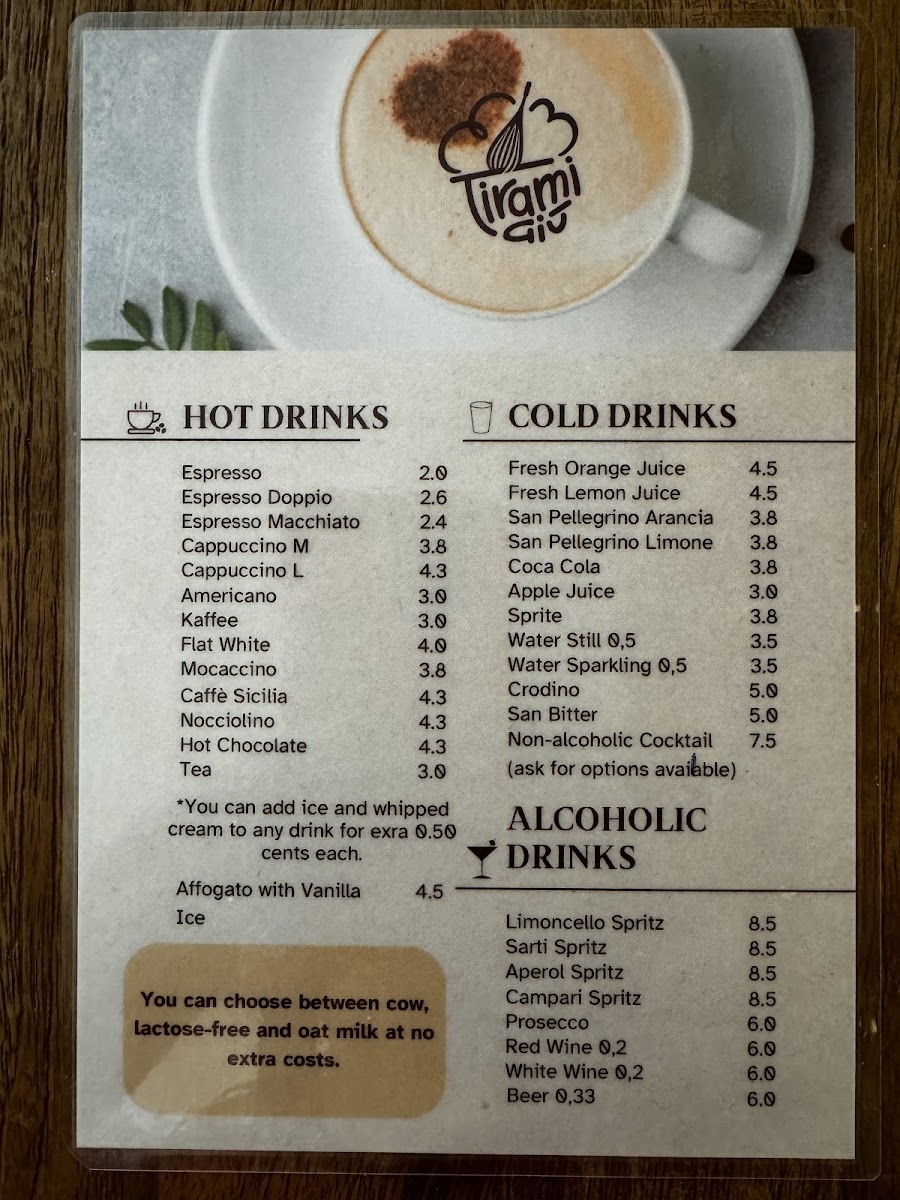 Tirami
Giù
HOT DRINKS
Espresso 2.0
Espresso Doppio 2.6
Espresso Macchiato 2.4
Cappuccino M 3.8
Cappuccino L 4.3
Americano 3.0
Kaffee 3.0
Flat White 4.0
Mocaccino 3.8
Caffè Sicilia 4.3
Nocciolino 4.3
Hot Chocolate 4.3
Tea 3.0
*You can add ice and whipped
cream to any drink for exra 0.50
cents each.
Affogato with Vanilla 4.5
Ice
You can choose between cow,
lactose-free and oat milk at no
extra costs.
COLD DRINKS
Fresh Orange Juice 4.5
Fresh Lemon Juice 4.5
San Pellegrino Arancia 3.8
San Pellegrino Limone 3.8
Coca Cola 3.8
Apple Juice 3.0
Sprite 3.8
Water Still 0,5 3.5
Water Sparkling 0,5 3.5
Crodino 5.0
San Bitter 5.0
Non-alcoholic Cocktail 7.5
(ask for options available)
ALCOHOLIC
DRINKS
Limoncello Spritz 8.5
Sarti Spritz 8.5
Aperol Spritz 8.5
Campari Spritz 8.5
Prosecco 6.0
Red Wine 0,2 6.0
White Wine 0,2 6.0
Beer 0,33 6.0